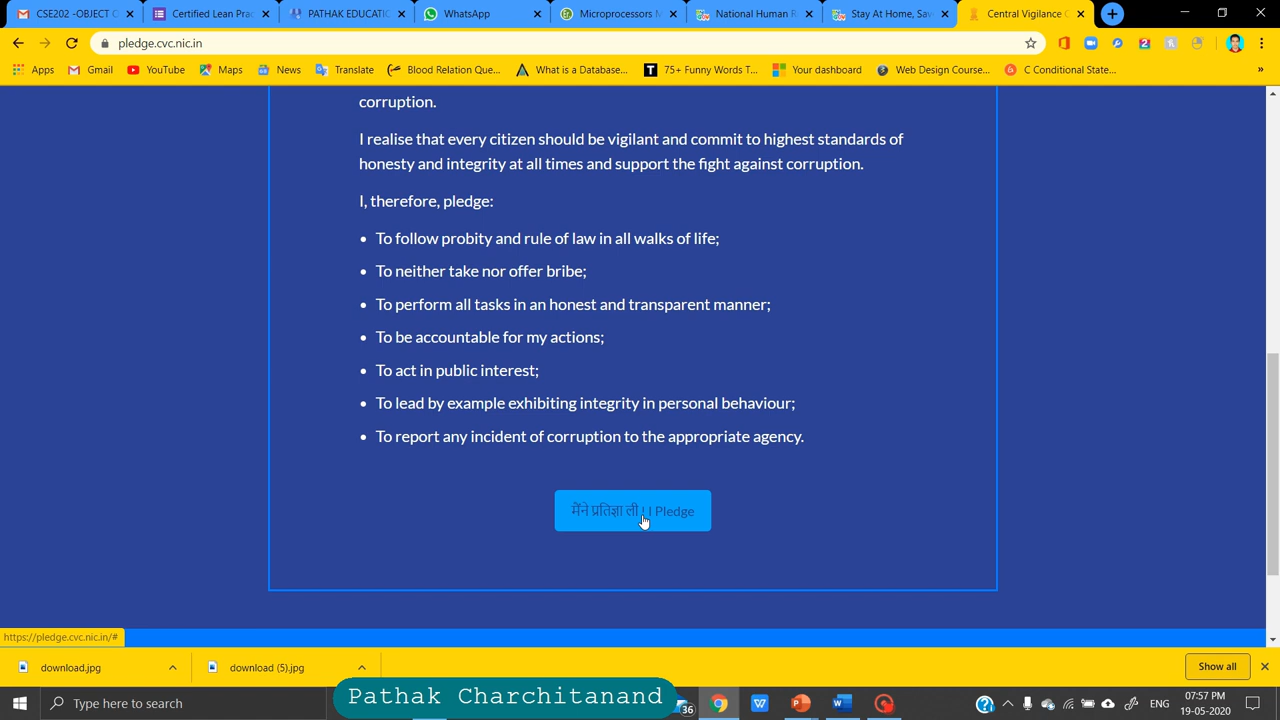 CSE202 -OBJECT O
Certified Lean Prac
PATHAK EDUCATIC
WhatsApp
Microprocessors M
National Human R
Stay At Home, Sav
Central Vigilance C
pledge.cvc.nic.in
Apps
Gmail
YouTube
Maps
News
Translate
Blood Relation Que...
What is a Database...
75+ Funny Words T...
Your dashboard
Web Design Course...
C Conditional State...
»
corruption.
I realise that every citizen should be vigilant and commit to highest standards of
honesty and integrity at all times and support the fight against corruption.
I, therefore, pledge:
• To follow probity and rule of law in all walks of life;
• To neither take nor offer bribe;
• To perform all tasks in an honest and transparent manner;
• To be accountable for my actions;
• To act in public interest;
• To lead by example exhibiting integrity in personal behaviour;
• To report any incident of corruption to the appropriate agency.
मैंने प्रतिज्ञा ली ! I Pledge
https://pledge.cvc.nic.in/#
download.jpg
download (5).jpg
Show all
Type here to search
Pathak Charchitanand
36
ENG
07:57 PM
19-05-2020